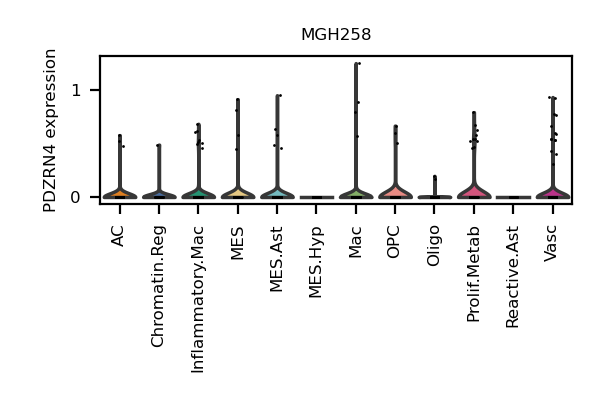 MGH258
PDZRN4 expression
1
0
AC
Chromatin.Reg
Inflammatory.Mac
MES
MES.Ast
MES.Hyp
Mac
OPC
Oligo
Prolif.Metab
Reactive.Ast
Vasc